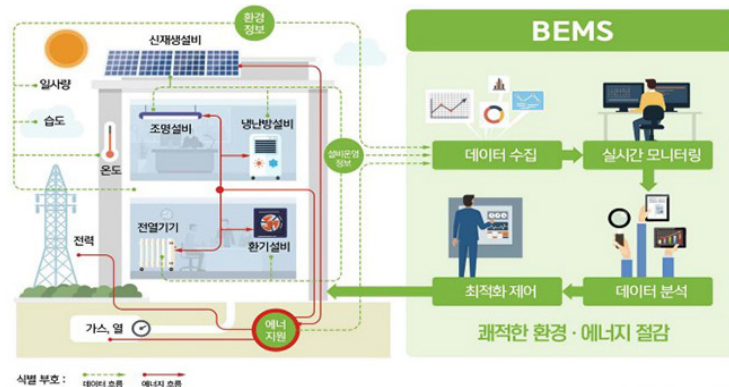 환경
정보
BEMS
신재생설비
일사량
습도
조명설비
냉난방설비
온도
설비운영
정보
데이터 수집
실시간 모니터링
전력
전열기기
환기설비
최적화 제어
데이터 분석
가스, 열
에너
지원
쾌적한 환경 · 에너지 절감
식별 부호 :
데이터 흐름
에너지 흐름